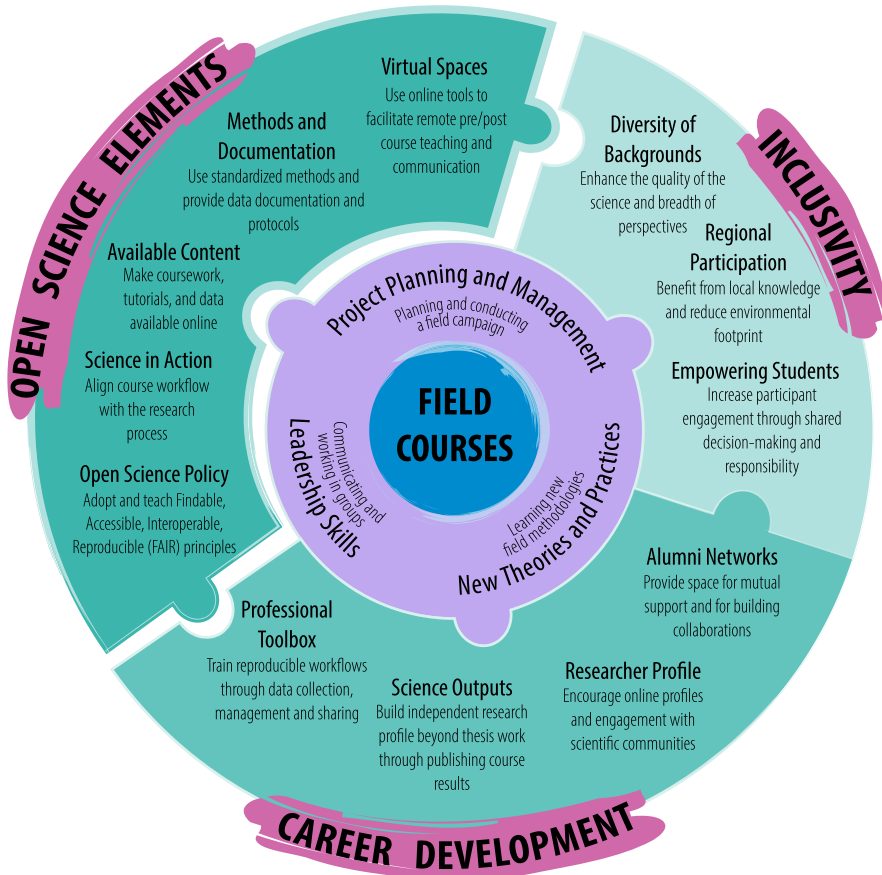 OPEN SCIENCE ELEMENTS
Virtual Spaces
Use online tools to
facilitate remote pre/post
course teaching and
communication
Methods and
Documentation
Use standardized methods and
provide data documentation and
protocols
Available Content
Make coursework,
tutorials, and data
available online
Science in Action
Align course workflow
with the research
process
Open Science Policy
Adopt and teach Findable,
Accessible, Interoperable,
Reproducible (FAIR) principles
INCLUSIVITY
Diversity of
Backgrounds
Enhance the quality of the
science and breadth of
perspectives
Regional
Participation
Benefit from local knowledge
and reduce environmental
footprint
Empowering Students
Increase participant
engagement through shared
decision-making and
responsibility
Project Planning and Management
Planning and conducting
a field campaign
FIELD
COURSES
Leadership Skills
Communicating and
working in groups
New Theories and Practices
Learning new
field methodologies
Alumni Networks
Provide space for mutual
support and for building
collaborations
Researcher Profile
Encourage online profiles
and engagement with
scientific communities
Science Outputs
Build independent research
profile beyond thesis work
through publishing course
results
Professional
Toolbox
Train reproducible workflows
through data collection,
management and sharing
CAREER DEVELOPMENT